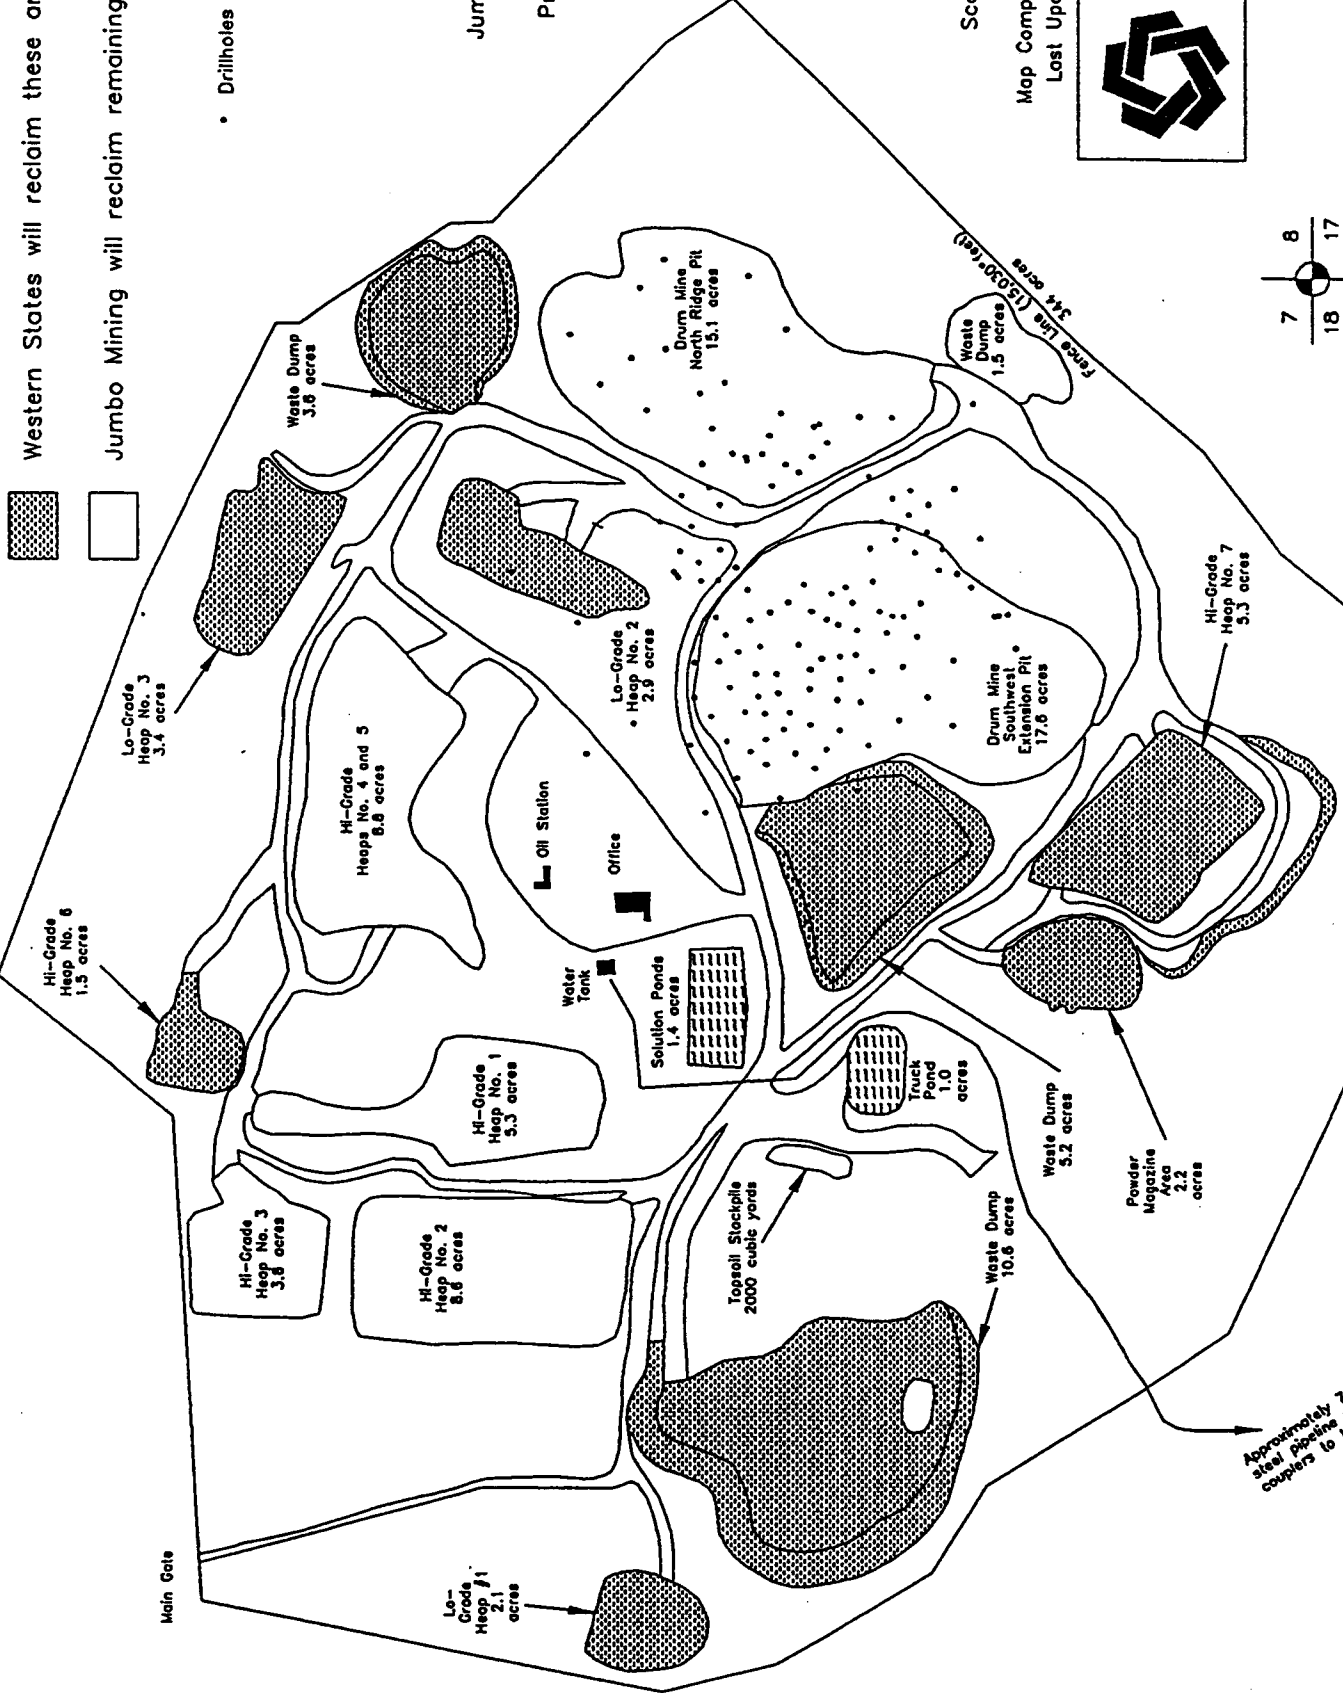 Western States will reclaim these ar
Jumbo Mining will reclaim remaining
• Drillholes
Jum
Pr
Sca
Map Comp
Last Upd
7 8
18 17
Main Gate
Lo-
Grade
Heap #1
2.1
acres
Hi-Grade
Heap No. 3
3.8 acres
Hi-Grade
Heap No. 2
8.6 acres
Hi-Grade
Heap No. 6
1.5 acres
Hi-Grade
Heap No. 1
5.3 acres
Lo-Grade
Heap No. 3
3.4 acres
Hi-Grade
Heaps No. 4 and 5
8.8 acres
Waste Dump
3.6 acres
Water
Tank
Oil Station
Office
Solution Ponds
1.4 acres
Lo-Grade
Heap No. 2
2.9 acres
Drum Mine
North Ridge Pit
15.1 acres
Waste
Dump
1.5 acres
Fence Line (15,030' feet)
344 acres
Drum Mine
Southwest
Extension Pit
17.6 acres
Hi-Grade
Heap No. 7
5.3 acres
Truck
Pond
1.0
acres
Topsoil Stockpile
2000 cubic yards
Waste Dump
10.6 acres
Waste Dump
5.2 acres
Powder
Magazine
Area
2.2
acres
Approximately
steel pipeline
couplers to